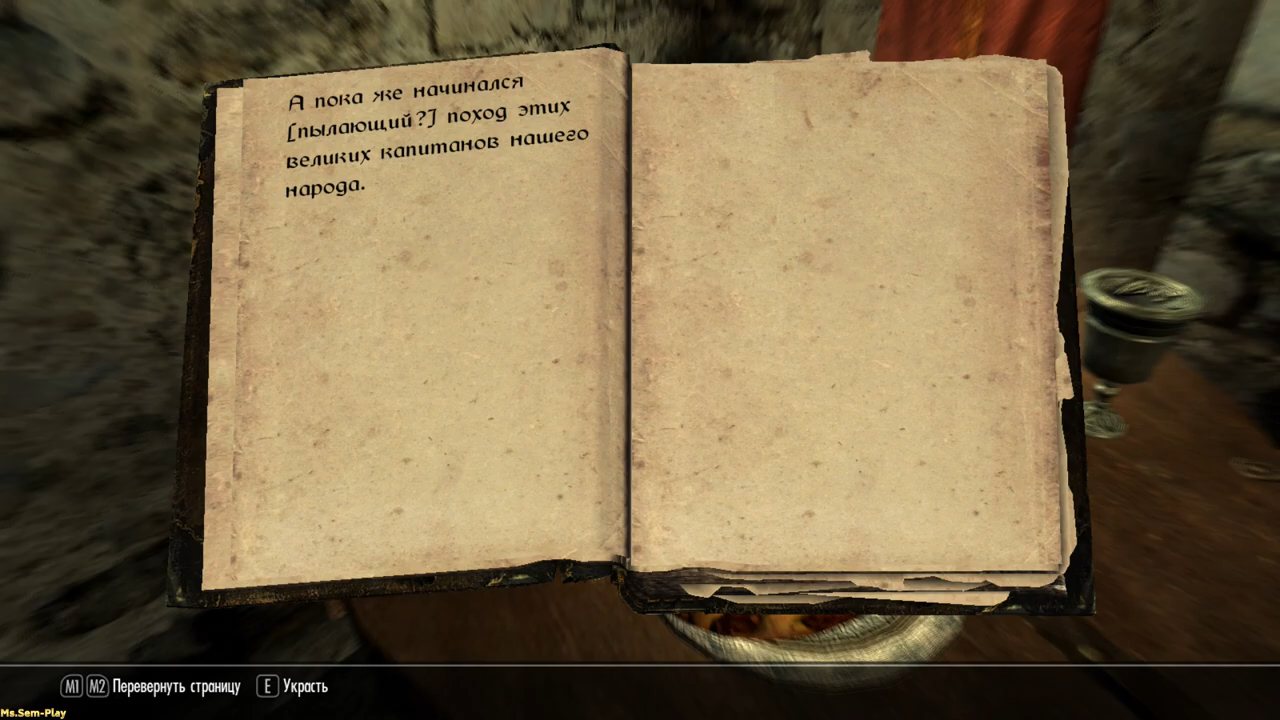 А пока же начинался
[пылающий?] поход этих
великих капитанов нашего
народа.
M1 M2 Перевернуть страницу E Украсть
Ms.Sem-Play